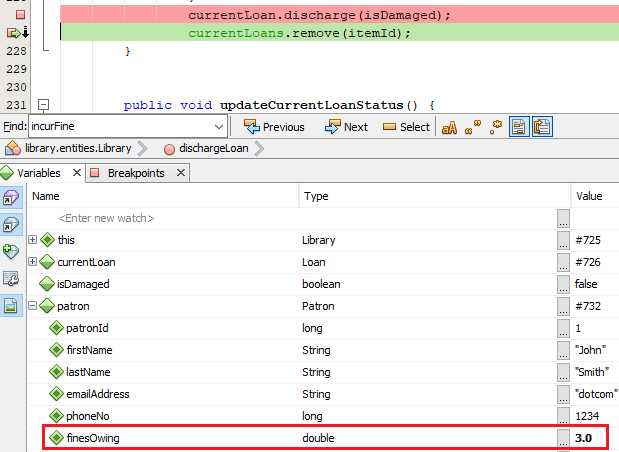 currentLoan.discharge(isDamaged);
currentLoans.remove(itemId);
228 }
229
230
231 public void updateCurrentLoanStatus() {
Find: incurFine Previous Next Select aA “” .*
library.entities.Library dischargeLoan
Variables Breakpoints
Name Type Value
<Enter new watch> ...
this Library ... #725
currentLoan Loan ... #726
isDamaged boolean ... false
patron Patron ... #732
patronId long ... 1
firstName String ... "John"
lastName String ... "Smith"
emailAddress String ... "dotcom"
phoneNo long ... 1234
finesOwing double ... 3.0